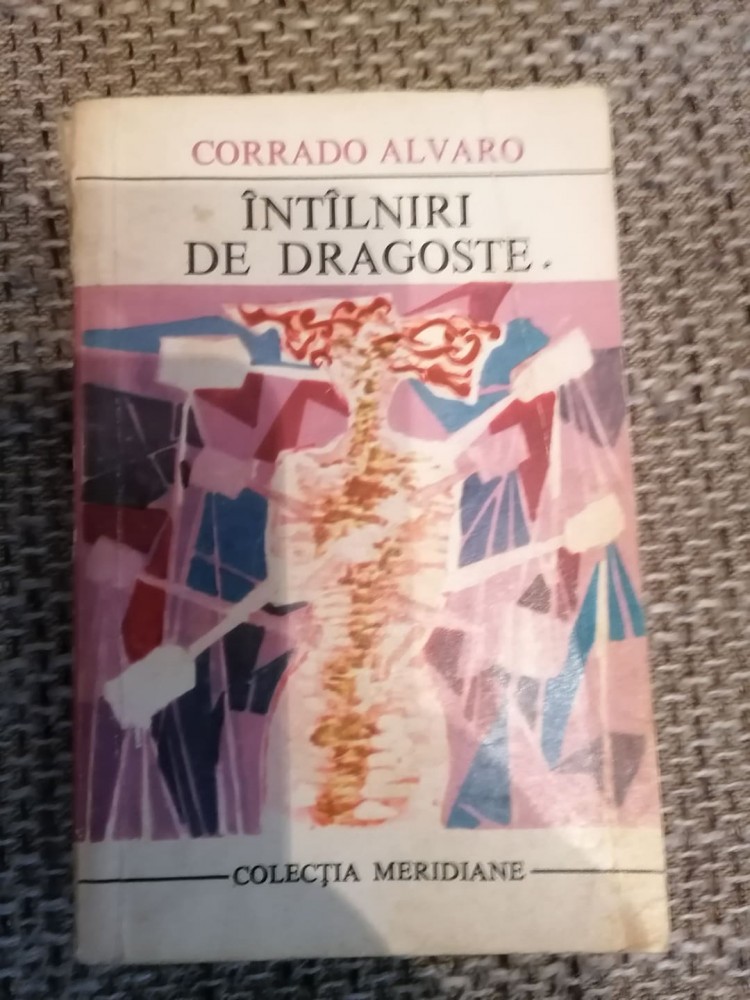 CORRADO ALVARO
ÎNTÎLNIRI
DE DRAGOSTE
COLECȚIA MERIDIANE